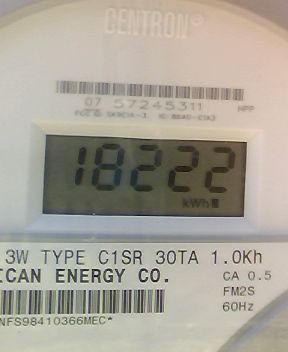 CENTRON®
07 57245311
HPP
18222
kWh
3W TYPE C1SR 30TA 1.0Kh
ICAN ENERGY CO.
CA 0.5
FM2S
60Hz
NFS98410366MEC*